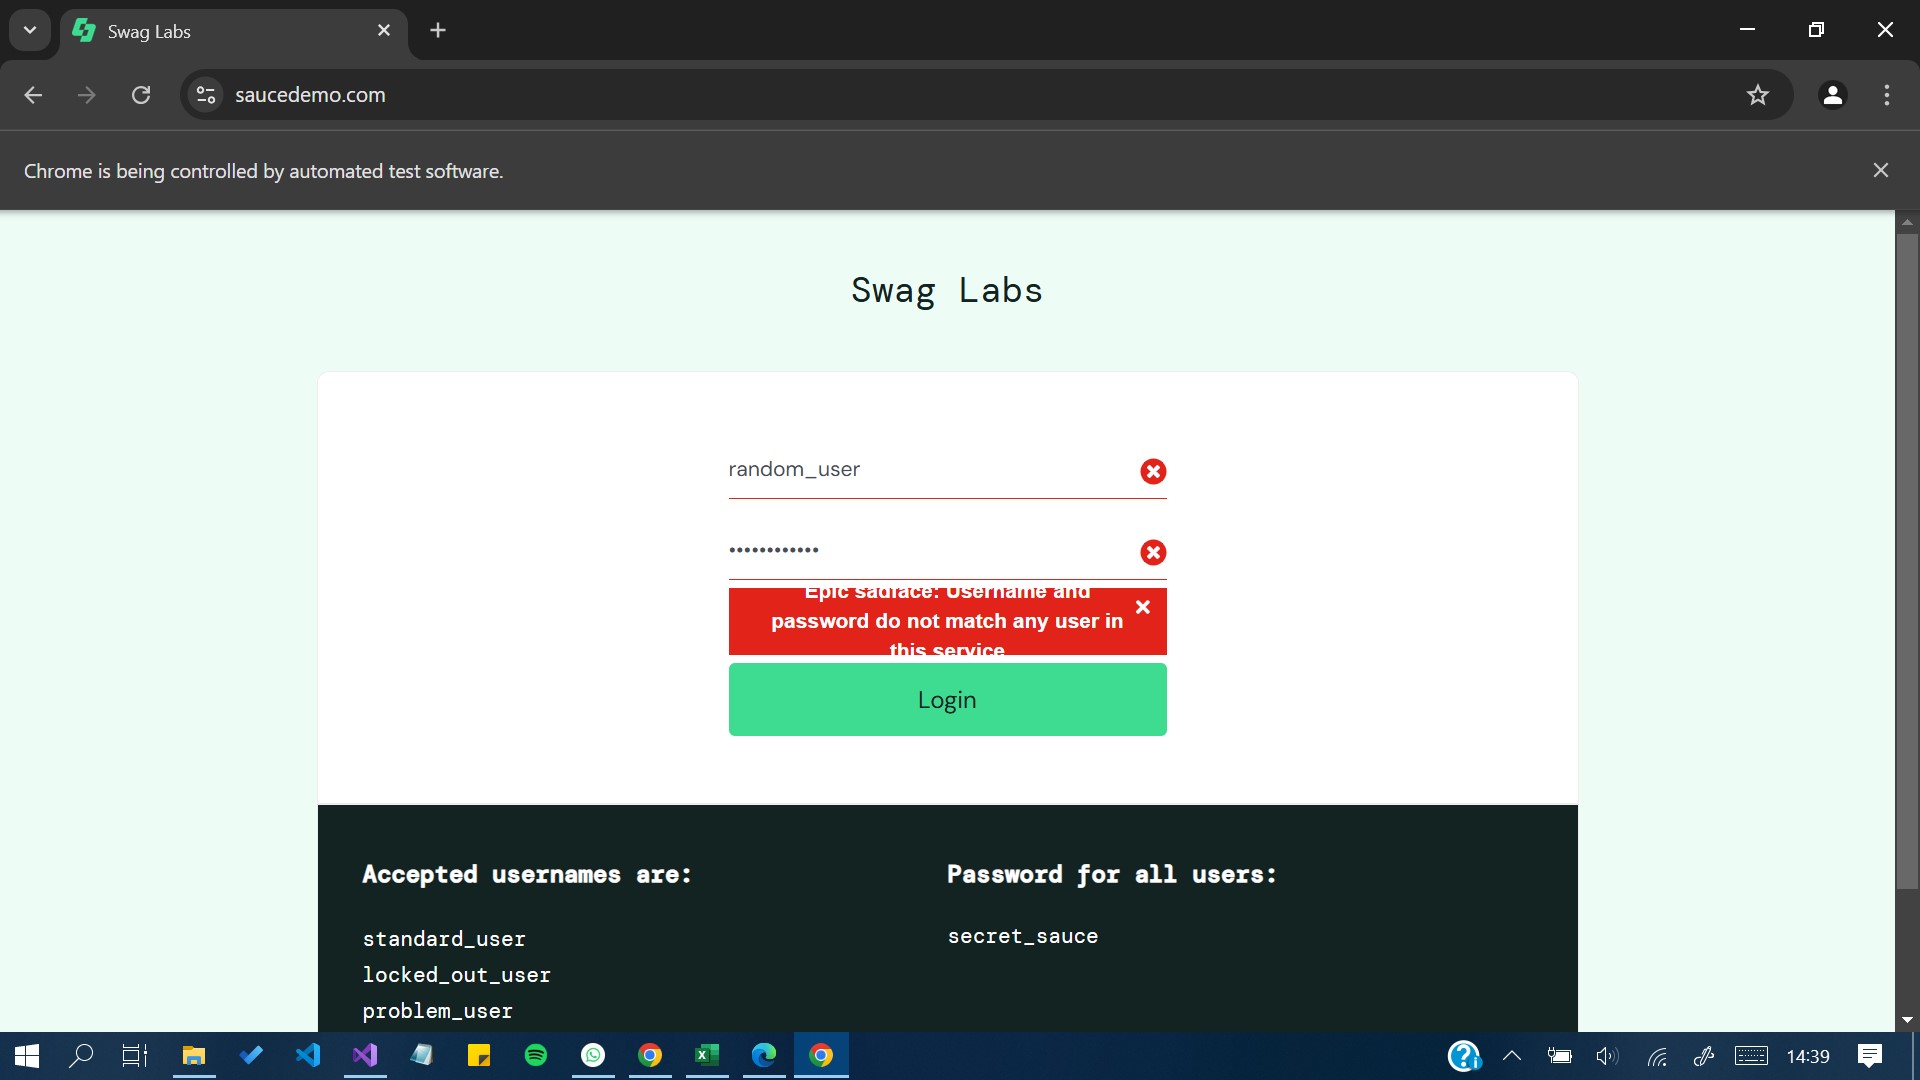 Swag Labs
saucedemo.com
Chrome is being controlled by automated test software.
Swag Labs
random_user
••••••••••••
Epic sadface: Username and
password do not match any user in
this service
Login
Accepted usernames are:
standard_user
locked_out_user
problem_user
Password for all users:
secret_sauce
14:39